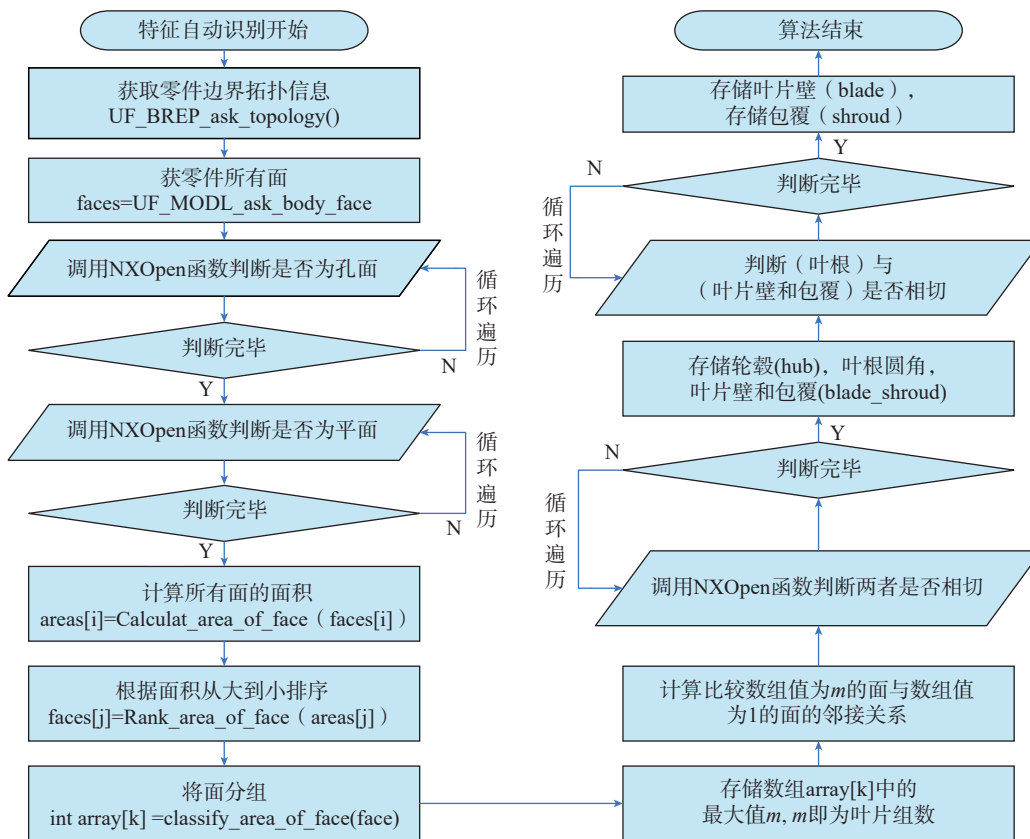 特征自动识别开始
获取零件边界拓扑信息
UF_BREP_ask_topology()
获零件所有面
faces=UF_MODL_ask_body_face
调用NXOpen函数判断是否为孔面
循环遍历
判断完毕
N
Y
调用NXOpen函数判断是否为平面
循环遍历
判断完毕
N
Y
计算所有面的面积
areas[i]=Calculat_area_of_face（faces[i]）
根据面积从大到小排序
faces[j]=Rank_area_of_face（areas[j]）
将面分组
int array[k] =classify_area_of_face(face)
存储数组array[k]中的
最大值m, m即为叶片组数
计算比较数组值为m的面与数组值
为1的面的邻接关系
调用NXOpen函数判断两者是否相切
循环遍历
判断完毕
N
Y
存储轮毂(hub)，叶根圆角，
叶片壁和包覆(blade_shroud)
判断（叶根）与
（叶片壁和包覆）是否相切
循环遍历
判断完毕
N
Y
存储叶片壁（blade），
存储包覆（shroud）
算法结束